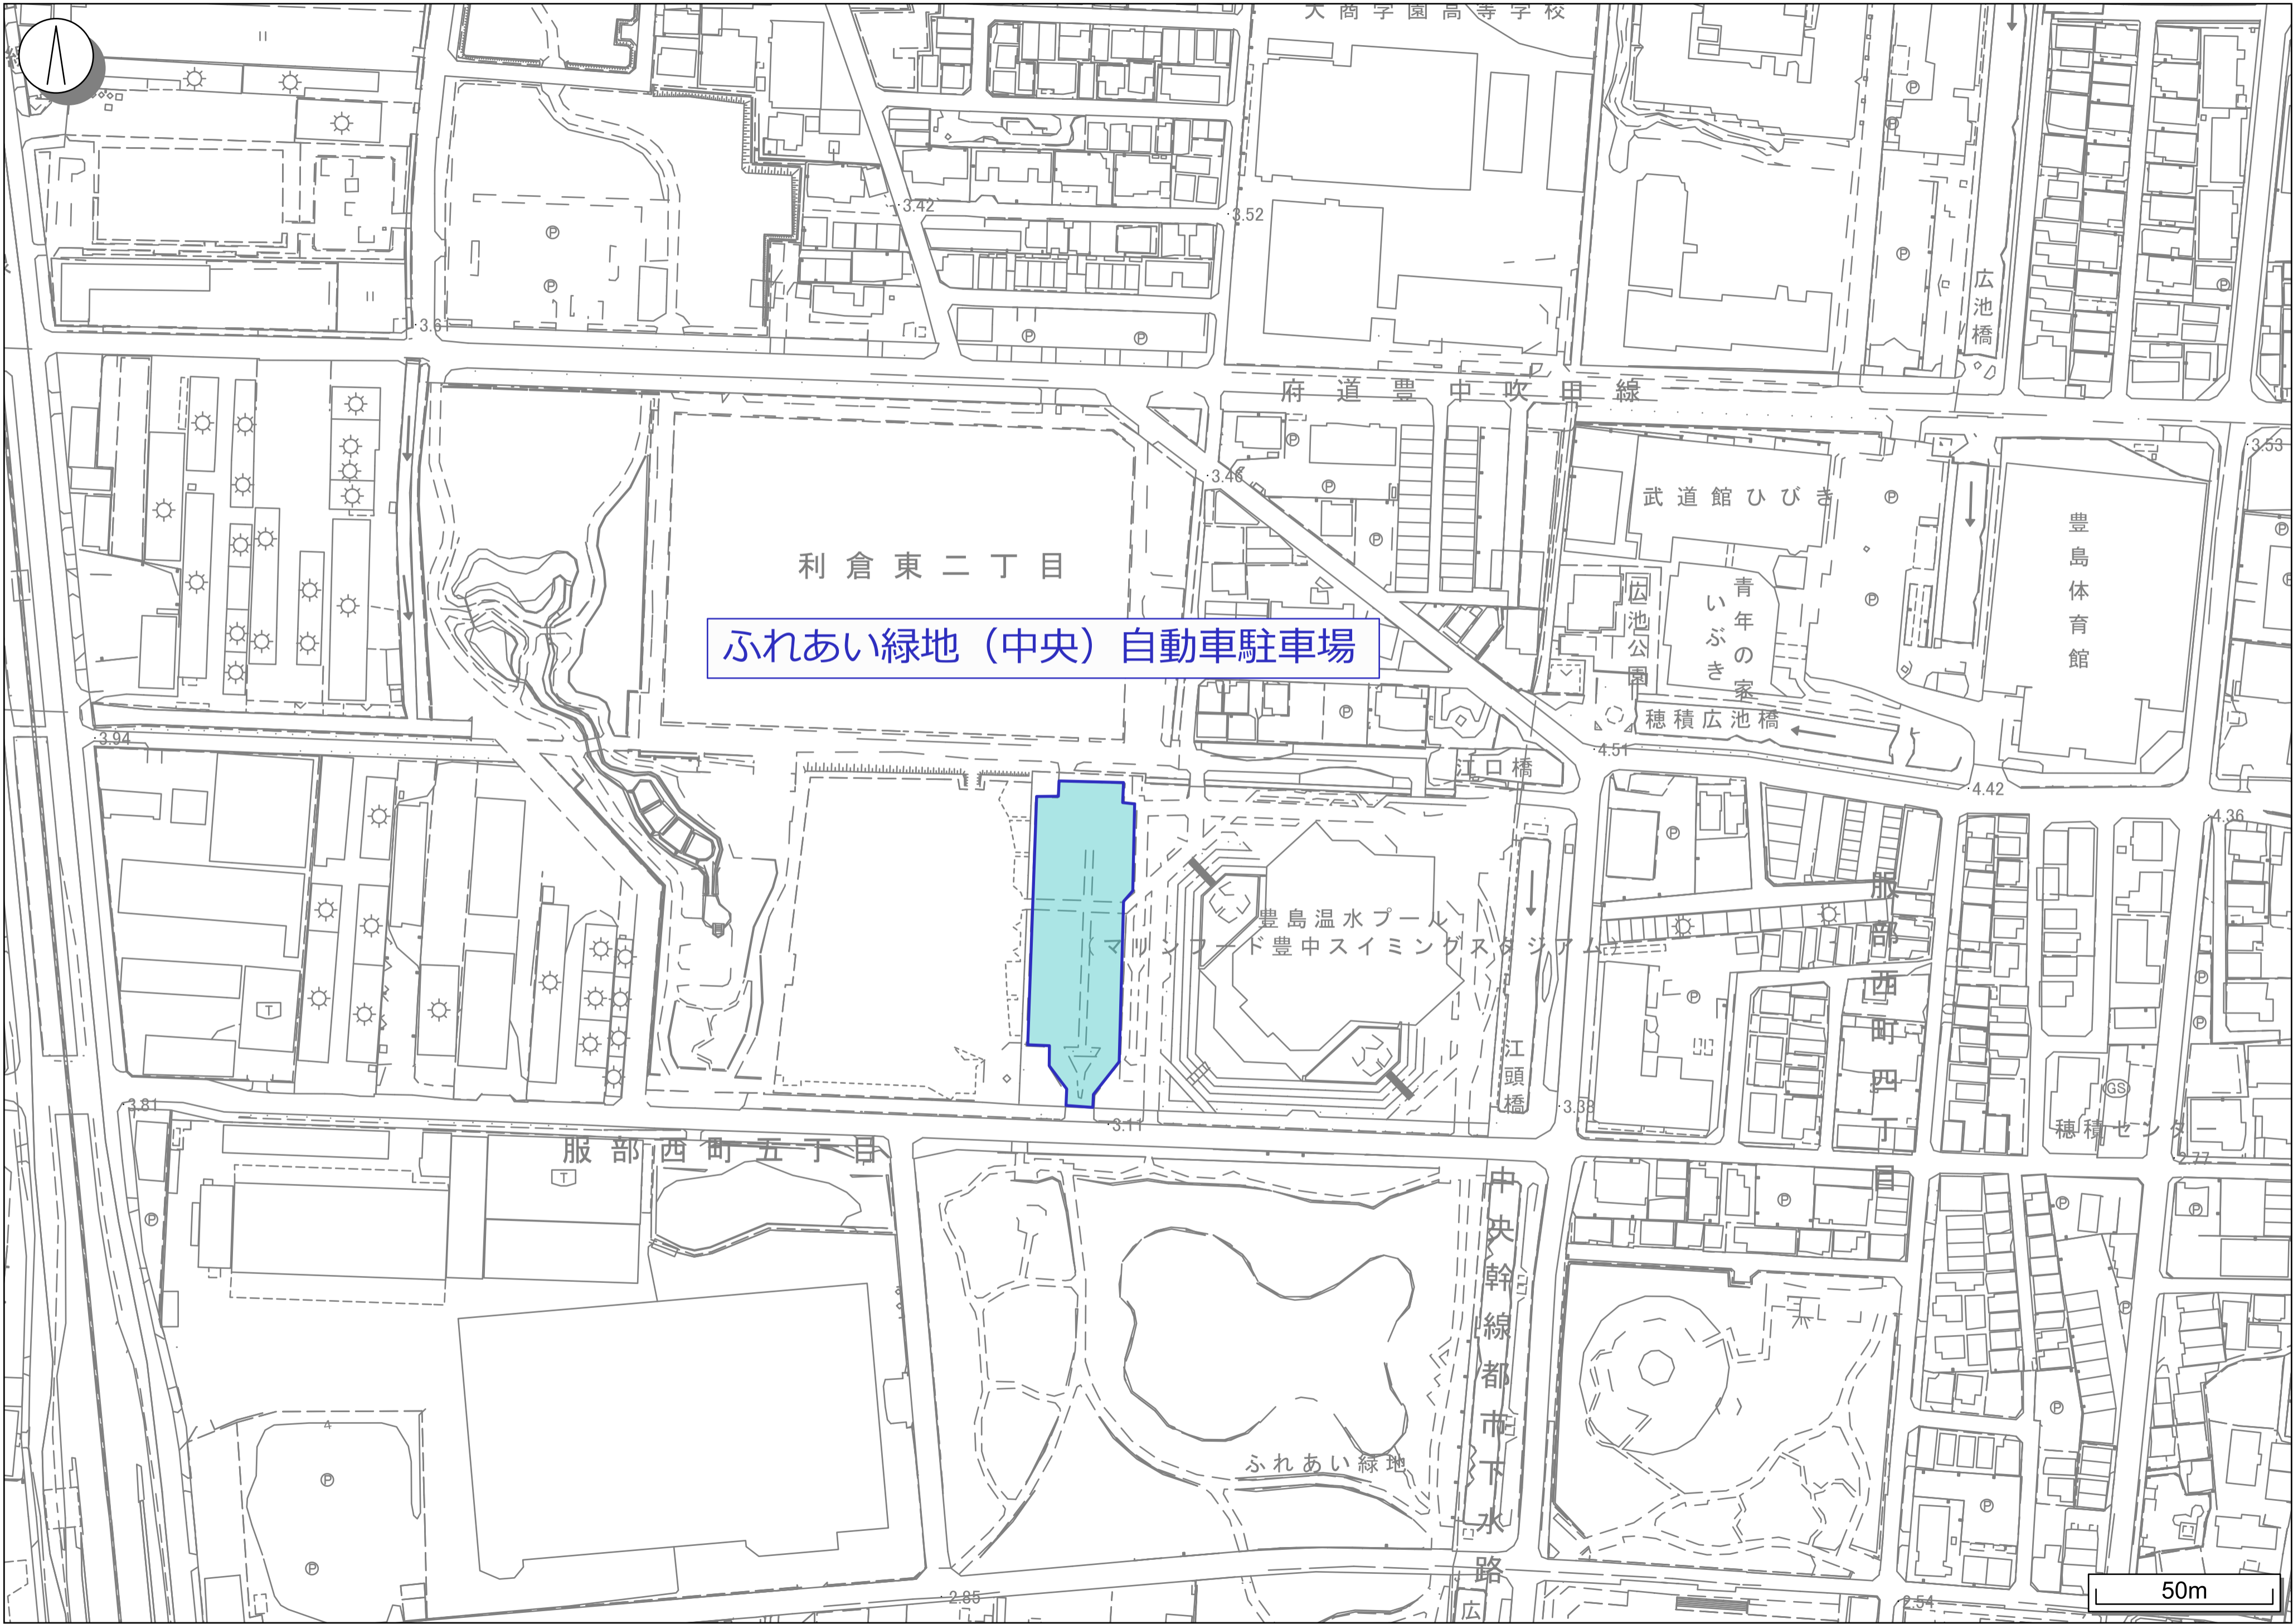 大商学園高等学校
3.42
3.52
広池橋
3.61
府道豊中吹田線
3.53
3.46
武道館ひびき
豊島体育館
利倉東二丁目
青年の家
いぶき
広池公園
ふれあい緑地（中央）自動車駐車場
穂積広池橋
3.94
4.51
江口橋
4.42
4.36
豊島温水プール
（マリンフード豊中スイミングスタジアム）
服部西町四丁目
江頭橋
GS
3.81
3.38
3.11
穂積センター
服部西町五丁目
2.77
中央幹線都市下水路
ふれあい緑地
4
2.85
2.54
広
50m